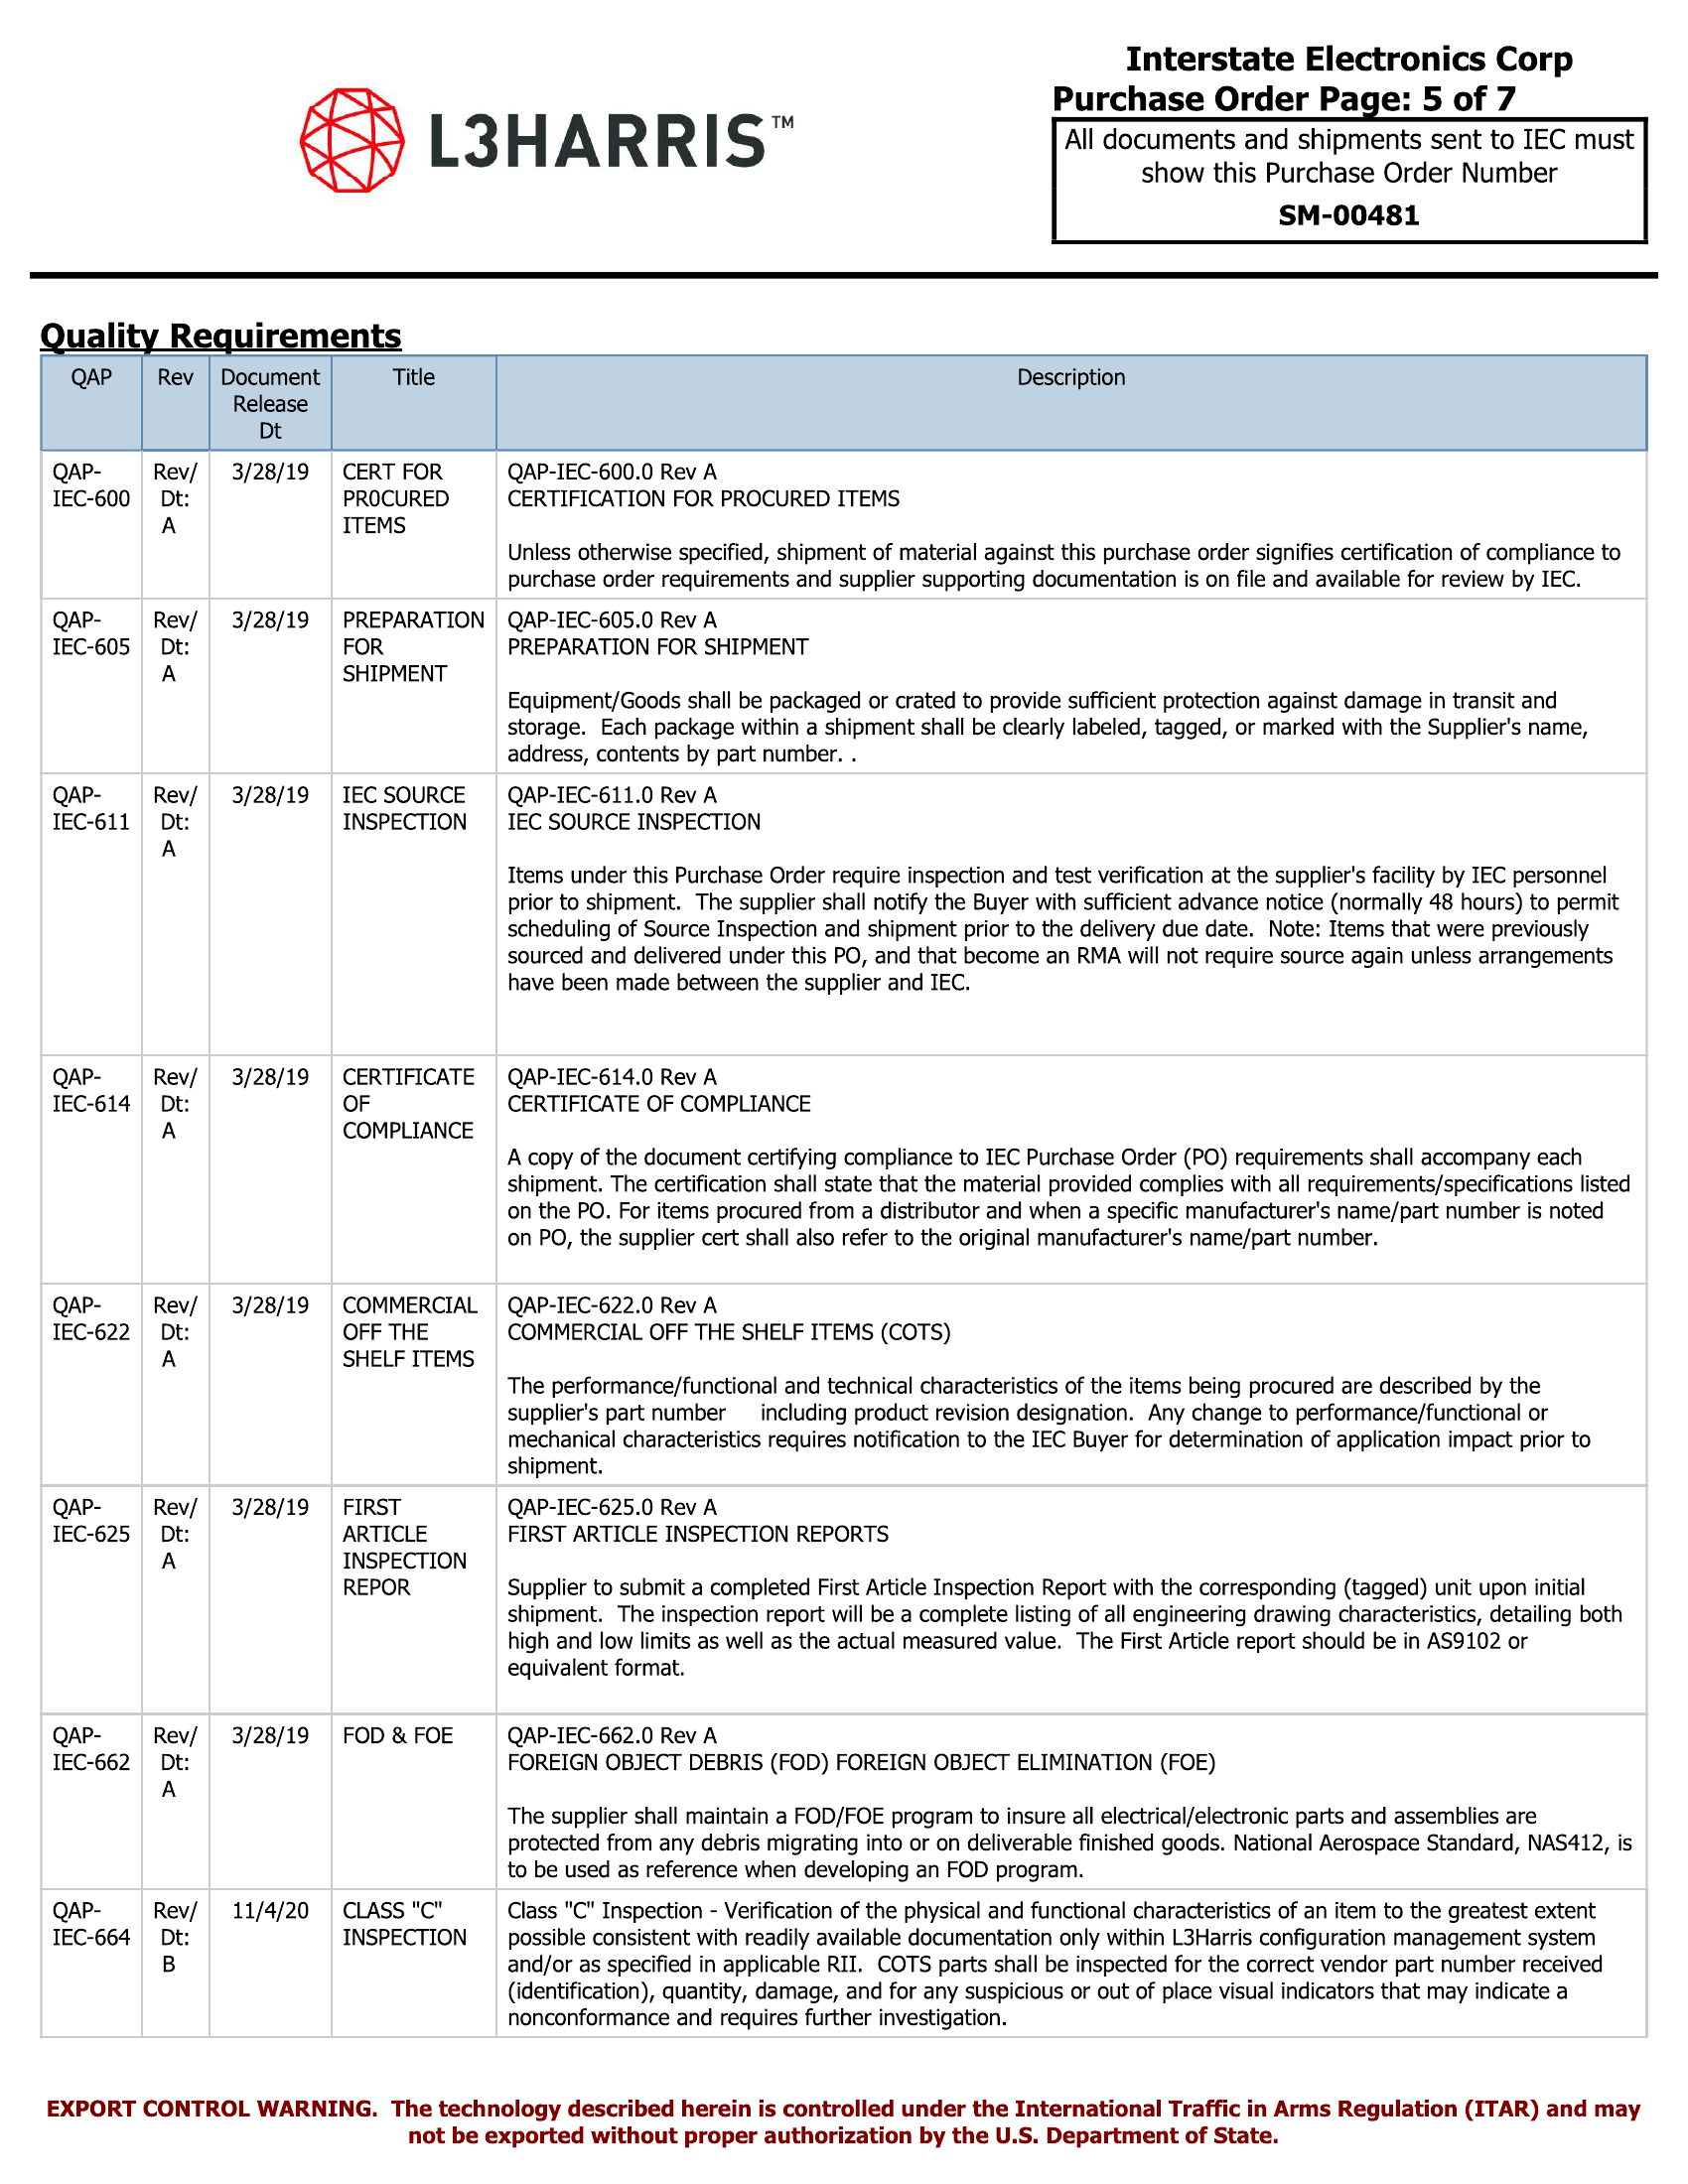 Interstate Electronics Corp
Purchase Order Page: 5 of 7
L3HARRIS™
All documents and shipments sent to IEC must
show this Purchase Order Number
SM-00481
Quality Requirements
QAP Rev Document Release Dt Title Description
QAP-IEC-600 Rev/Dt: A 3/28/19 CERT FOR PR0CURED ITEMS
QAP-IEC-600.0 Rev A
CERTIFICATION FOR PROCURED ITEMS
Unless otherwise specified, shipment of material against this purchase order signifies certification of compliance to
purchase order requirements and supplier supporting documentation is on file and available for review by IEC.
QAP-IEC-605 Rev/Dt: A 3/28/19 PREPARATION FOR SHIPMENT
QAP-IEC-605.0 Rev A
PREPARATION FOR SHIPMENT
Equipment/Goods shall be packaged or crated to provide sufficient protection against damage in transit and
storage.  Each package within a shipment shall be clearly labeled, tagged, or marked with the Supplier's name,
address, contents by part number. .
QAP-IEC-611 Rev/Dt: A 3/28/19 IEC SOURCE INSPECTION
QAP-IEC-611.0 Rev A
IEC SOURCE INSPECTION
Items under this Purchase Order require inspection and test verification at the supplier's facility by IEC personnel
prior to shipment.  The supplier shall notify the Buyer with sufficient advance notice (normally 48 hours) to permit
scheduling of Source Inspection and shipment prior to the delivery due date.  Note: Items that were previously
sourced and delivered under this PO, and that become an RMA will not require source again unless arrangements
have been made between the supplier and IEC.
QAP-IEC-614 Rev/Dt: A 3/28/19 CERTIFICATE OF COMPLIANCE
QAP-IEC-614.0 Rev A
CERTIFICATE OF COMPLIANCE
A copy of the document certifying compliance to IEC Purchase Order (PO) requirements shall accompany each
shipment. The certification shall state that the material provided complies with all requirements/specifications listed
on the PO. For items procured from a distributor and when a specific manufacturer's name/part number is noted
on PO, the supplier cert shall also refer to the original manufacturer's name/part number.
QAP-IEC-622 Rev/Dt: A 3/28/19 COMMERCIAL OFF THE SHELF ITEMS
QAP-IEC-622.0 Rev A
COMMERCIAL OFF THE SHELF ITEMS (COTS)
The performance/functional and technical characteristics of the items being procured are described by the
supplier's part number     including product revision designation.  Any change to performance/functional or
mechanical characteristics requires notification to the IEC Buyer for determination of application impact prior to
shipment.
QAP-IEC-625 Rev/Dt: A 3/28/19 FIRST ARTICLE INSPECTION REPOR
QAP-IEC-625.0 Rev A
FIRST ARTICLE INSPECTION REPORTS
Supplier to submit a completed First Article Inspection Report with the corresponding (tagged) unit upon initial
shipment.  The inspection report will be a complete listing of all engineering drawing characteristics, detailing both
high and low limits as well as the actual measured value.  The First Article report should be in AS9102 or
equivalent format.
QAP-IEC-662 Rev/Dt: A 3/28/19 FOD & FOE
QAP-IEC-662.0 Rev A
FOREIGN OBJECT DEBRIS (FOD) FOREIGN OBJECT ELIMINATION (FOE)
The supplier shall maintain a FOD/FOE program to insure all electrical/electronic parts and assemblies are
protected from any debris migrating into or on deliverable finished goods. National Aerospace Standard, NAS412, is
to be used as reference when developing an FOD program.
QAP-IEC-664 Rev/Dt: B 11/4/20 CLASS "C" INSPECTION
Class "C" Inspection - Verification of the physical and functional characteristics of an item to the greatest extent
possible consistent with readily available documentation only within L3Harris configuration management system
and/or as specified in applicable RII.  COTS parts shall be inspected for the correct vendor part number received
(identification), quantity, damage, and for any suspicious or out of place visual indicators that may indicate a
nonconformance and requires further investigation.
EXPORT CONTROL WARNING.  The technology described herein is controlled under the International Traffic in Arms Regulation (ITAR) and may
not be exported without proper authorization by the U.S. Department of State.